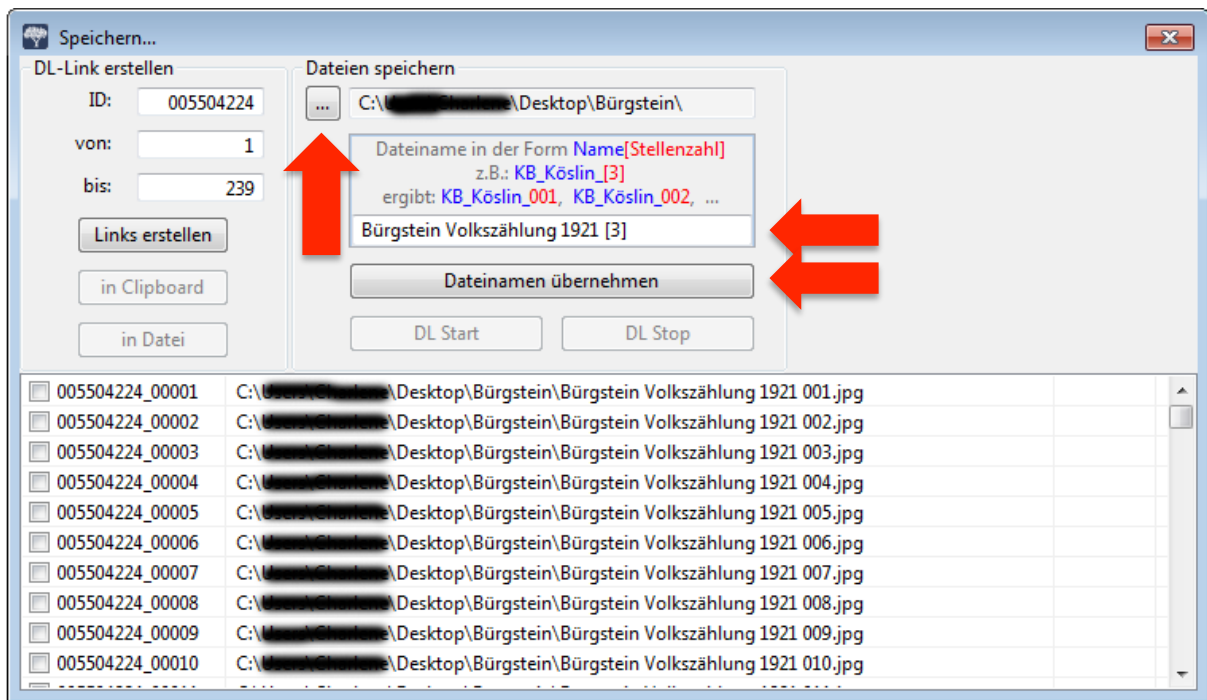 Speichern...
DL-Link erstellen
ID: 005504224
von: 1
bis: 239
Links erstellen
in Clipboard
in Datei
Dateien speichern
... C:\ \Desktop\Bürgstein\
Dateiname in der Form Name[Stellenzahl]
z.B.: KB_Köslin_[3]
ergibt: KB_Köslin_001, KB_Köslin_002, ...
Bürgstein Volkszählung 1921 [3]
Dateinamen übernehmen
DL Start DL Stop
005504224_00001 C:\ \Desktop\Bürgstein\Bürgstein Volkszählung 1921 001.jpg
005504224_00002 C:\ \Desktop\Bürgstein\Bürgstein Volkszählung 1921 002.jpg
005504224_00003 C:\ \Desktop\Bürgstein\Bürgstein Volkszählung 1921 003.jpg
005504224_00004 C:\ \Desktop\Bürgstein\Bürgstein Volkszählung 1921 004.jpg
005504224_00005 C:\ \Desktop\Bürgstein\Bürgstein Volkszählung 1921 005.jpg
005504224_00006 C:\ \Desktop\Bürgstein\Bürgstein Volkszählung 1921 006.jpg
005504224_00007 C:\ \Desktop\Bürgstein\Bürgstein Volkszählung 1921 007.jpg
005504224_00008 C:\ \Desktop\Bürgstein\Bürgstein Volkszählung 1921 008.jpg
005504224_00009 C:\ \Desktop\Bürgstein\Bürgstein Volkszählung 1921 009.jpg
005504224_00010 C:\ \Desktop\Bürgstein\Bürgstein Volkszählung 1921 010.jpg